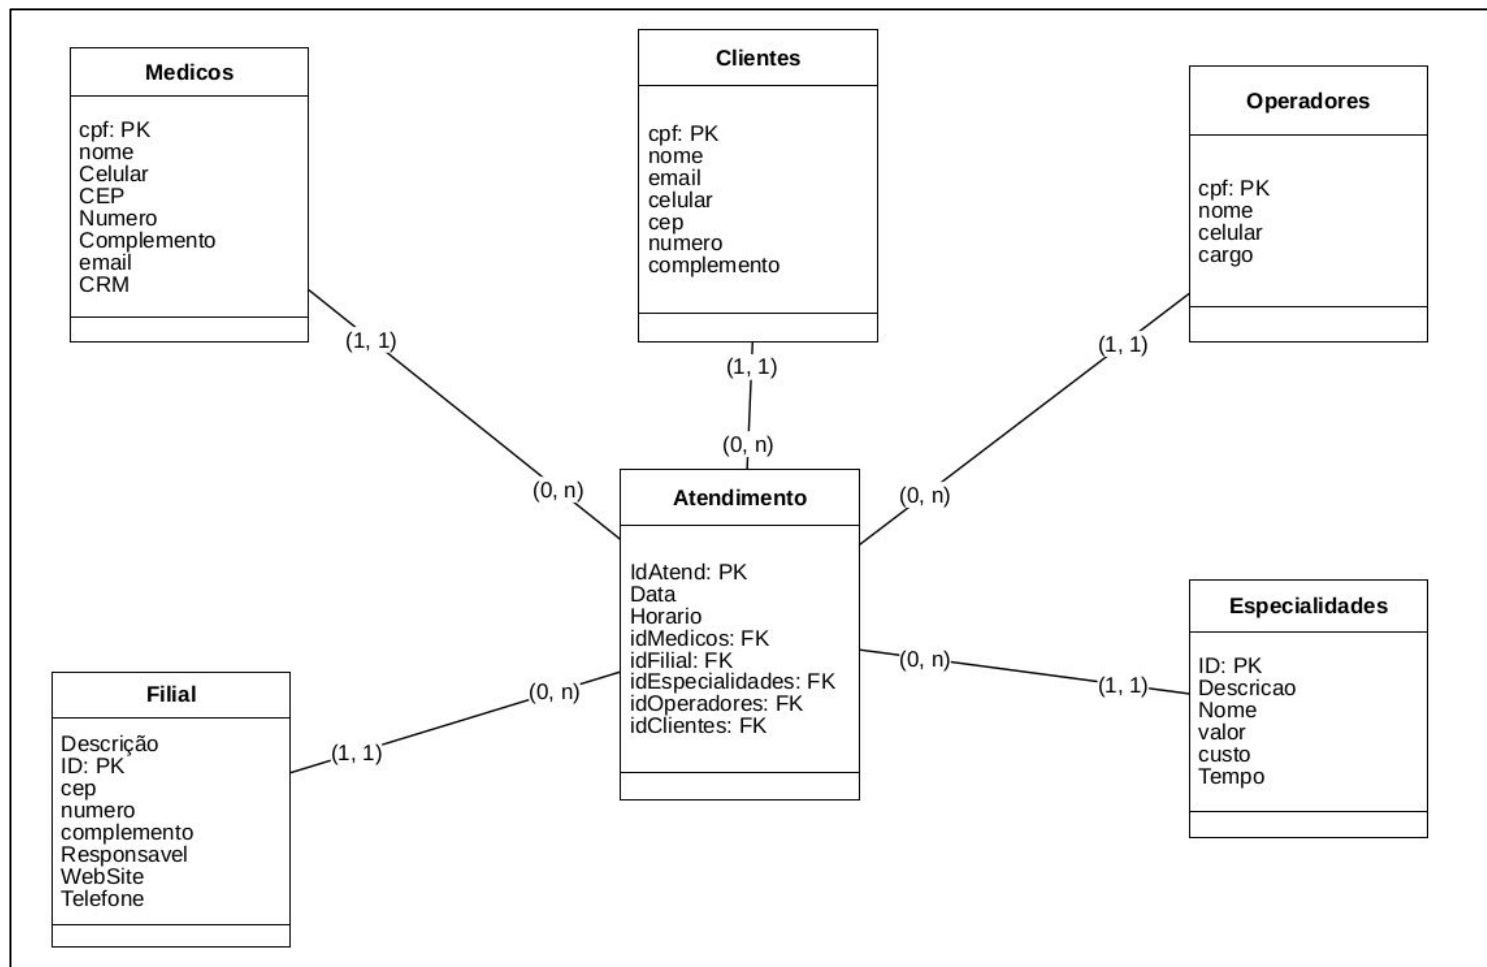 Medicos
cpf: PK
nome
Celular
CEP
Numero
Complemento
email
CRM
Clientes
cpf: PK
nome
email
celular
cep
numero
complemento
Operadores
cpf: PK
nome
celular
cargo
(1, 1)
(1, 1)
(1, 1)
(0, n)
(0, n)
(0, n)
Atendimento
IdAtend: PK
Data
Horario
idMedicos: FK
idFilial: FK
idEspecialidades: FK
idOperadores: FK
idClientes: FK
(0, n)
(1, 1)
(0, n)
(1, 1)
Especialidades
ID: PK
Descricao
Nome
valor
custo
Tempo
Filial
Descrição
ID: PK
cep
numero
complemento
Responsavel
WebSite
Telefone